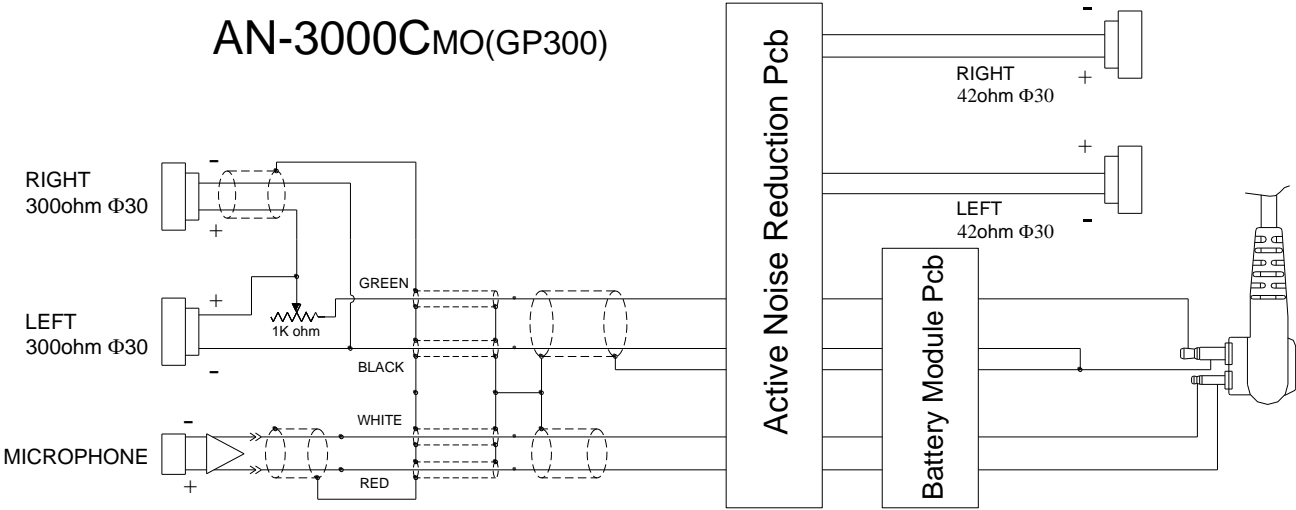 AN-3000CMO(GP300)
-
RIGHT
42ohm Φ30
+
+
LEFT
42ohm Φ30
-
Active Noise Reduction Pcb
Battery Module Pcb
-
RIGHT
300ohm Φ30
+
+
LEFT
300ohm Φ30
-
1K ohm
GREEN
BLACK
WHITE
RED
-
MICROPHONE
+